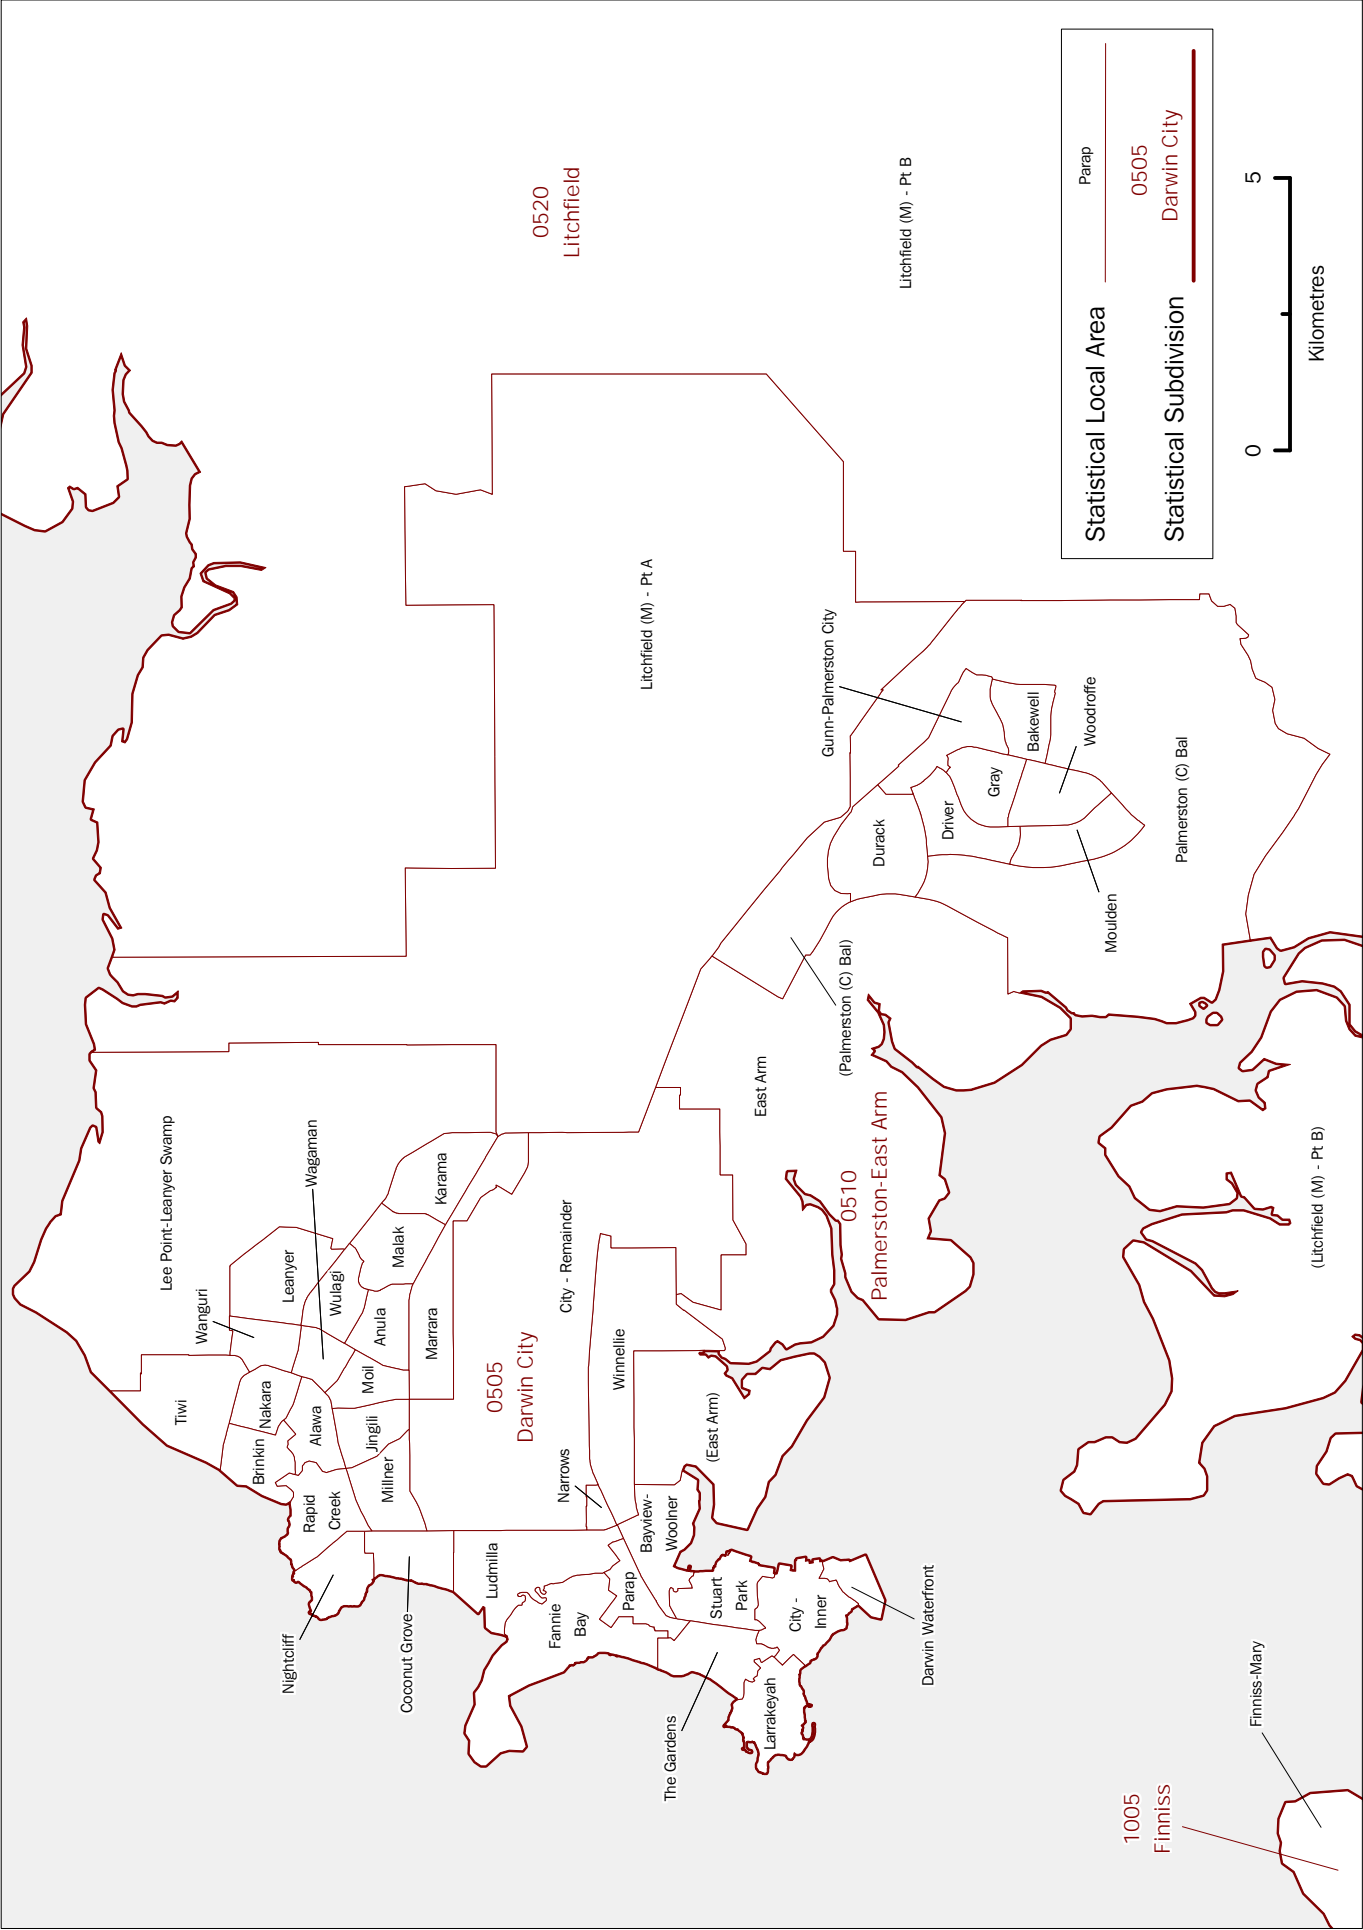 Lee Point-Leanyer Swamp
Wanguri
Wagaman
Leanyer
Wulagi
Karama
Malak
Anula
Marrara
Tiwi
Nakara
Moil
Brinkin
Alawa
Jingili
Rapid
Creek
Millner
Nightcliff
Coconut Grove
Ludmilla
0505
Darwin City
City - Remainder
Narrows
Winnellie
Fannie
Bay
Parap
Bayview-
Woolner
(East Arm)
Stuart
Park
The Gardens
City -
Inner
Larrakeyah
Darwin Waterfront
0520
Litchfield
Litchfield (M) - Pt A
Litchfield (M) - Pt B
Gunn-Palmerston City
Bakewell
Woodroffe
Gray
Driver
Durack
Moulden
Palmerston (C) Bal
(Palmerston (C) Bal)
East Arm
0510
Palmerston-East Arm
(Litchfield (M) - Pt B)
1005
Finniss
Finniss-Mary
Statistical Local Area
Parap
Statistical Subdivision
0505
Darwin City
0
5
Kilometres